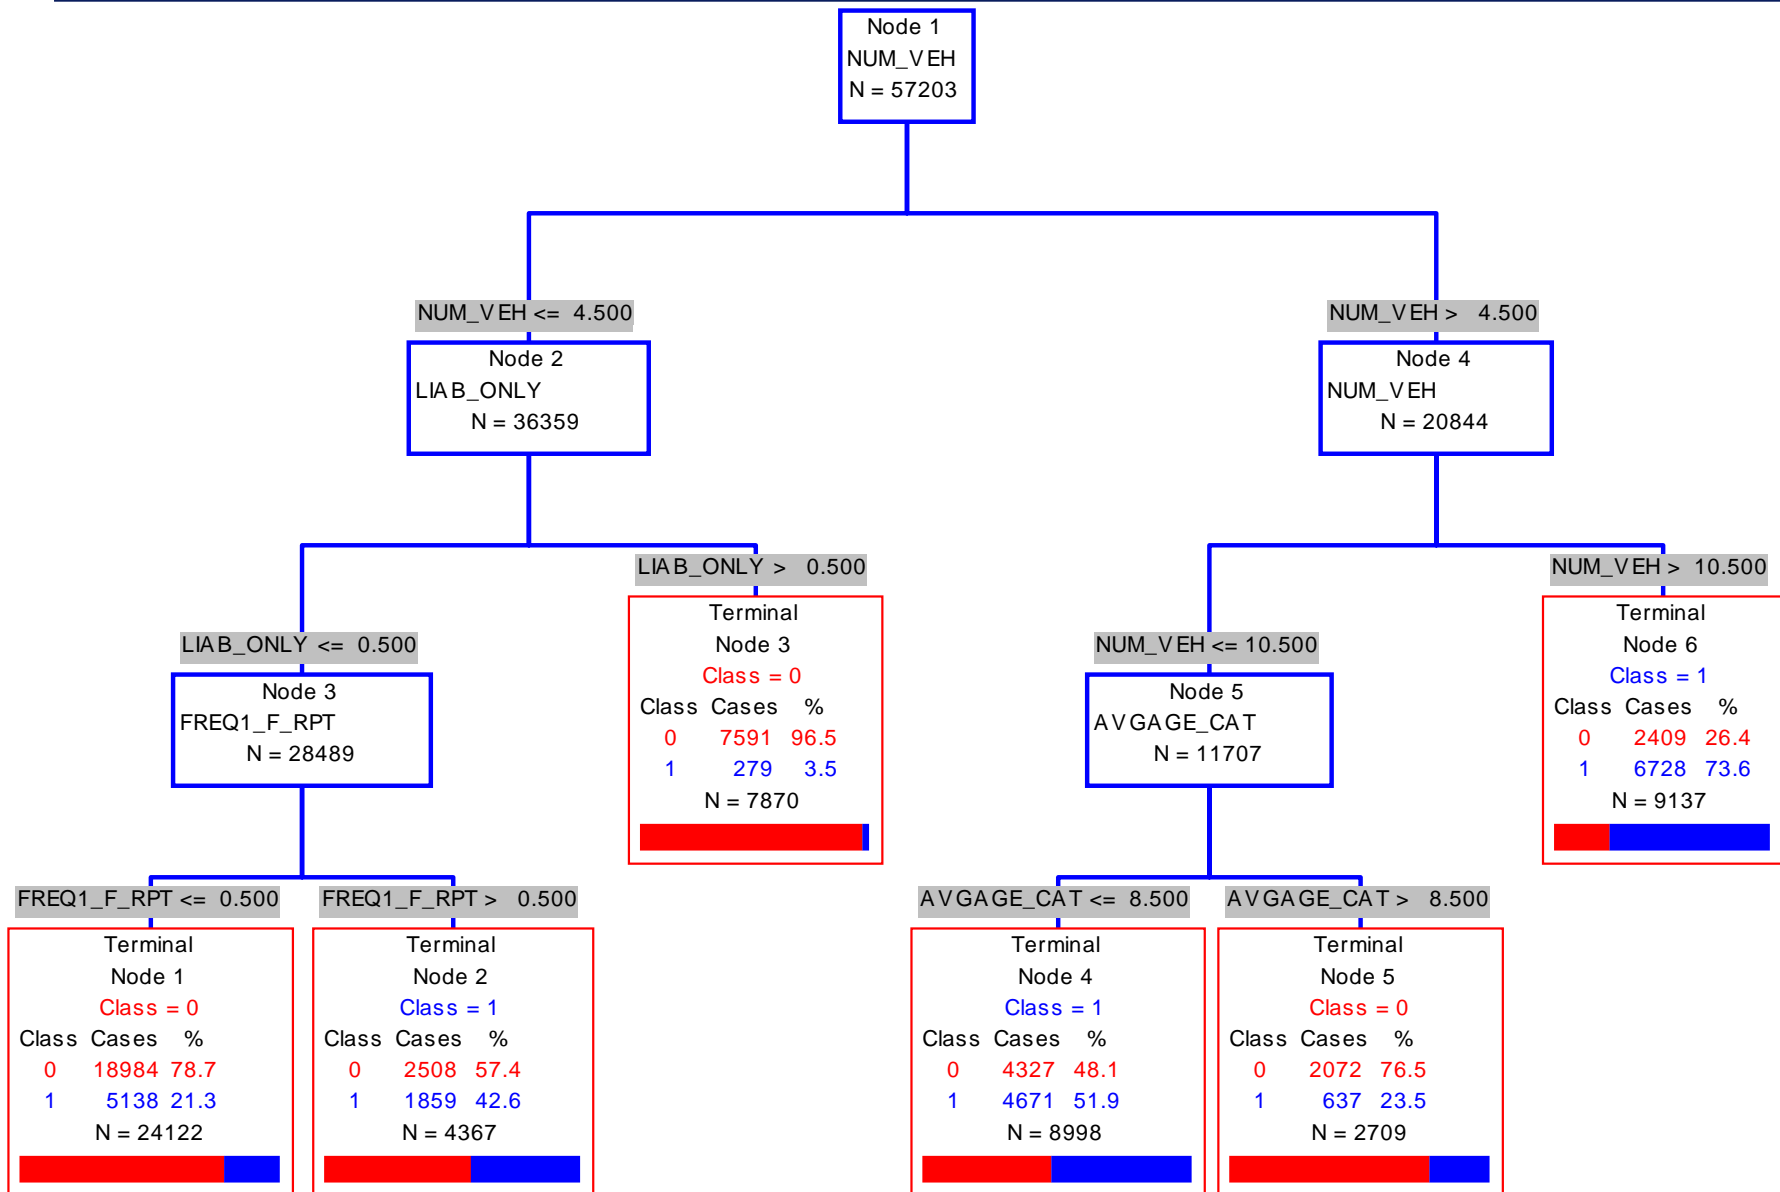 Node 1
NUM_VEH
N = 57203
NUM_VEH <= 4.500
NUM_VEH > 4.500
Node 2
LIAB_ONLY
N = 36359
Node 4
NUM_VEH
N = 20844
LIAB_ONLY <= 0.500
LIAB_ONLY > 0.500
NUM_VEH <= 10.500
NUM_VEH > 10.500
Node 3
FREQ1_F_RPT
N = 28489
Terminal
Node 3
Class = 0
Class Cases %
0 7591 96.5
1 279 3.5
N = 7870
Node 5
AVGAGE_CAT
N = 11707
Terminal
Node 6
Class = 1
Class Cases %
0 2409 26.4
1 6728 73.6
N = 9137
FREQ1_F_RPT <= 0.500
FREQ1_F_RPT > 0.500
AVGAGE_CAT <= 8.500
AVGAGE_CAT > 8.500
Terminal
Node 1
Class = 0
Class Cases %
0 18984 78.7
1 5138 21.3
N = 24122
Terminal
Node 2
Class = 1
Class Cases %
0 2508 57.4
1 1859 42.6
N = 4367
Terminal
Node 4
Class = 1
Class Cases %
0 4327 48.1
1 4671 51.9
N = 8998
Terminal
Node 5
Class = 0
Class Cases %
0 2072 76.5
1 637 23.5
N = 2709